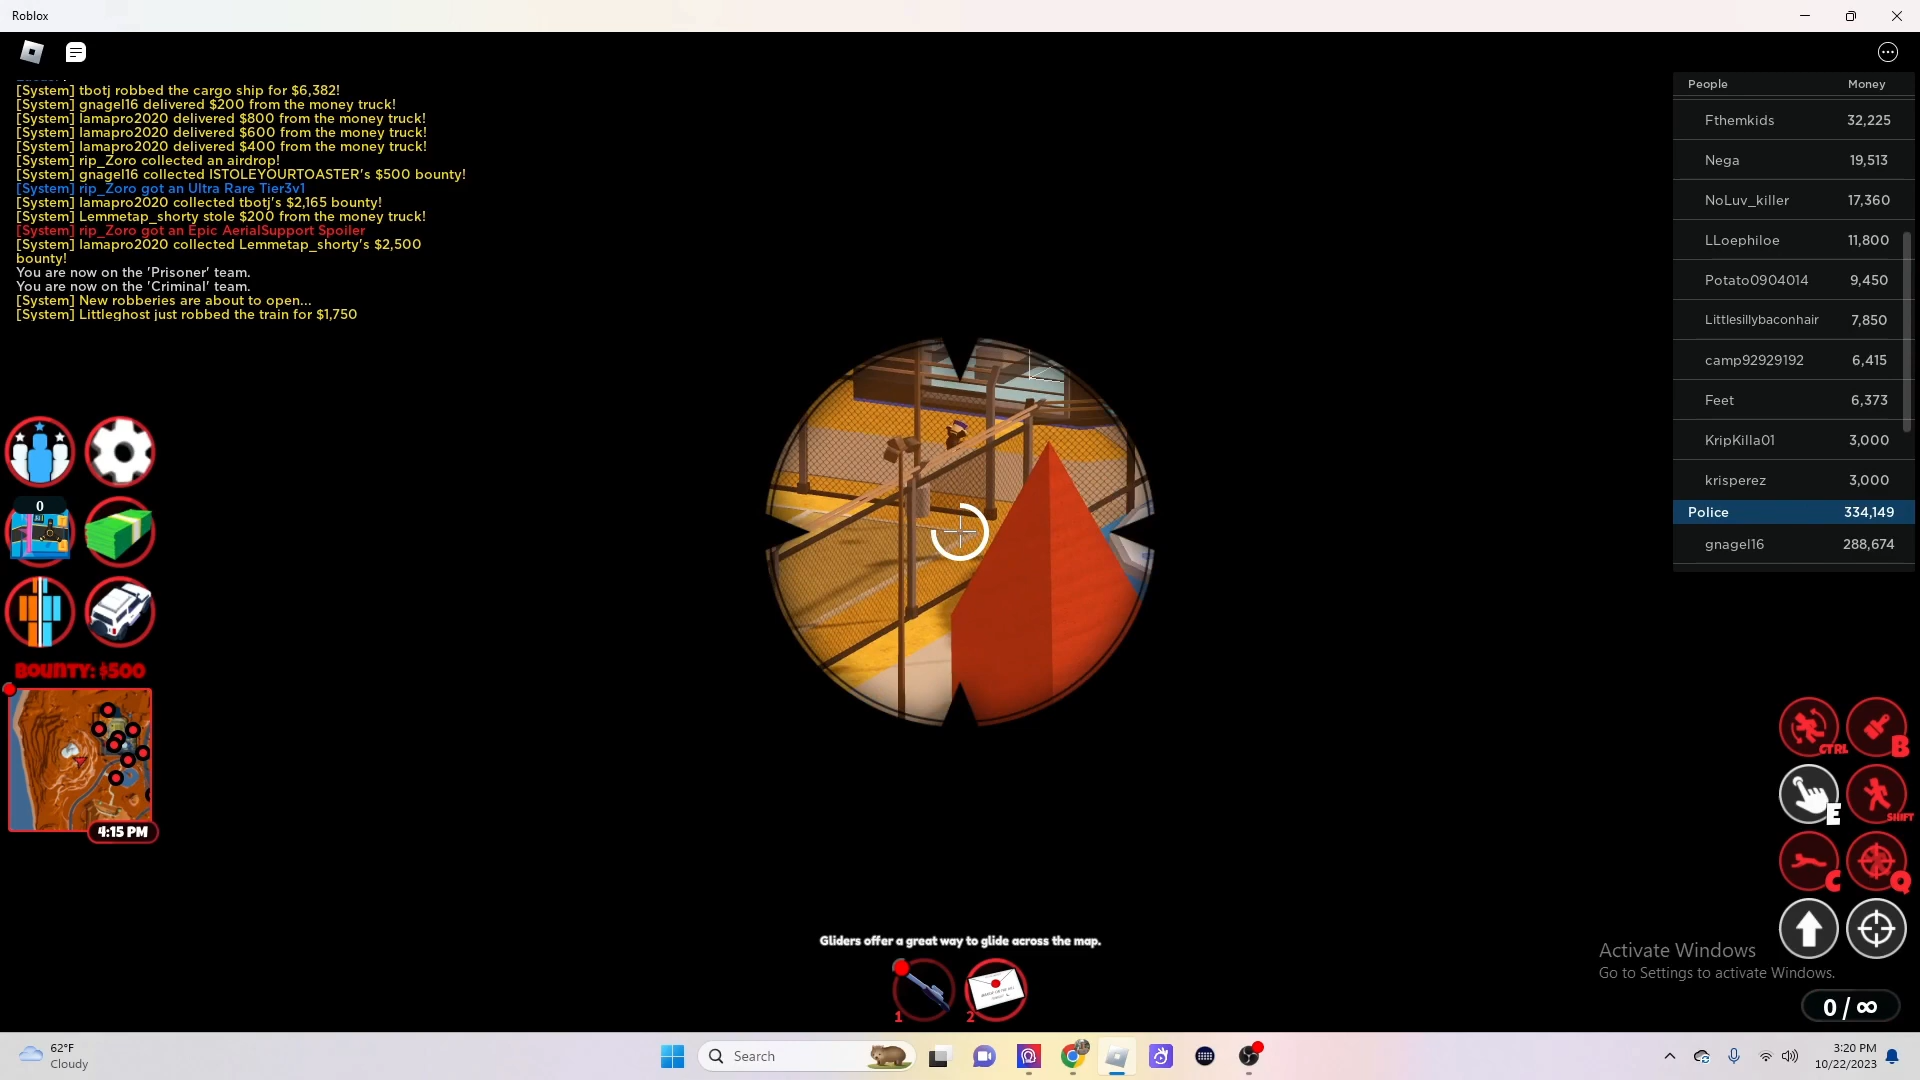 Roblox
[System] tbotj robbed the cargo ship for $6,382!
[System] gnagel16 delivered $200 from the money truck!
[System] lamapro2020 delivered $800 from the money truck!
[System] lamapro2020 delivered $600 from the money truck!
[System] lamapro2020 delivered $400 from the money truck!
[System] rip_Zoro collected an airdrop!
[System] gnagel16 collected ISTOLEYOURTOASTER's $500 bounty!
[System] rip_Zoro got an Ultra Rare Tier3v1
[System] lamapro2020 collected tbotj's $2,165 bounty!
[System] Lemmetap_shorty stole $200 from the money truck!
[System] rip_Zoro got an Epic AerialSupport Spoiler
[System] lamapro2020 collected Lemmetap_shorty's $2,500
bounty!
You are now on the 'Prisoner' team.
You are now on the 'Criminal' team.
[System] New robberies are about to open...
[System] Littleghost just robbed the train for $1,750
People Money
Fthemkids 32,225
Nega 19,513
NoLuv_killer 17,360
LLoephiloe 11,800
Potato0904014 9,450
Littlesillybaconhair 7,850
camp92929192 6,415
Feet 6,373
KripKilla01 3,000
krisperez 3,000
Police 334,149
gnagel16 288,674
0
BOUNTY: $500
4:15 PM
CTRL
B
E
SHIFT
C
Q
Gliders offer a great way to glide across the map.
1
2
Activate Windows
Go to Settings to activate Windows.
0 / ∞
62°F
Cloudy
Search
3:20 PM
10/22/2023